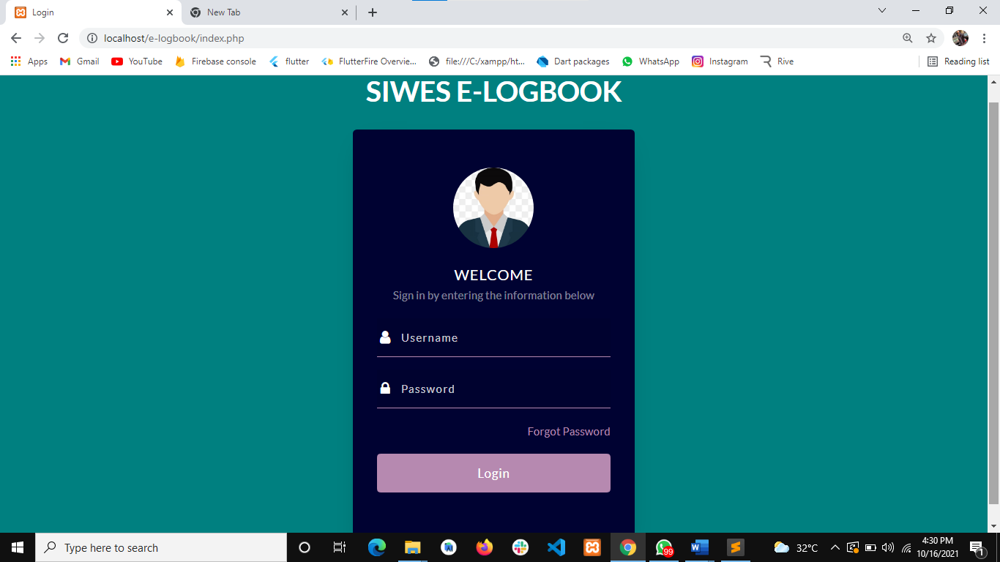 Login
New Tab
localhost/e-logbook/index.php
Apps
Gmail
YouTube
Firebase console
flutter
FlutterFire Overvie...
file:///C:/xampp/ht...
Dart packages
WhatsApp
Instagram
Rive
Reading list
SIWES E-LOGBOOK
WELCOME
Sign in by entering the information below
Username
Password
Forgot Password
Login
Type here to search
99
32°C
4:30 PM
10/16/2021
1